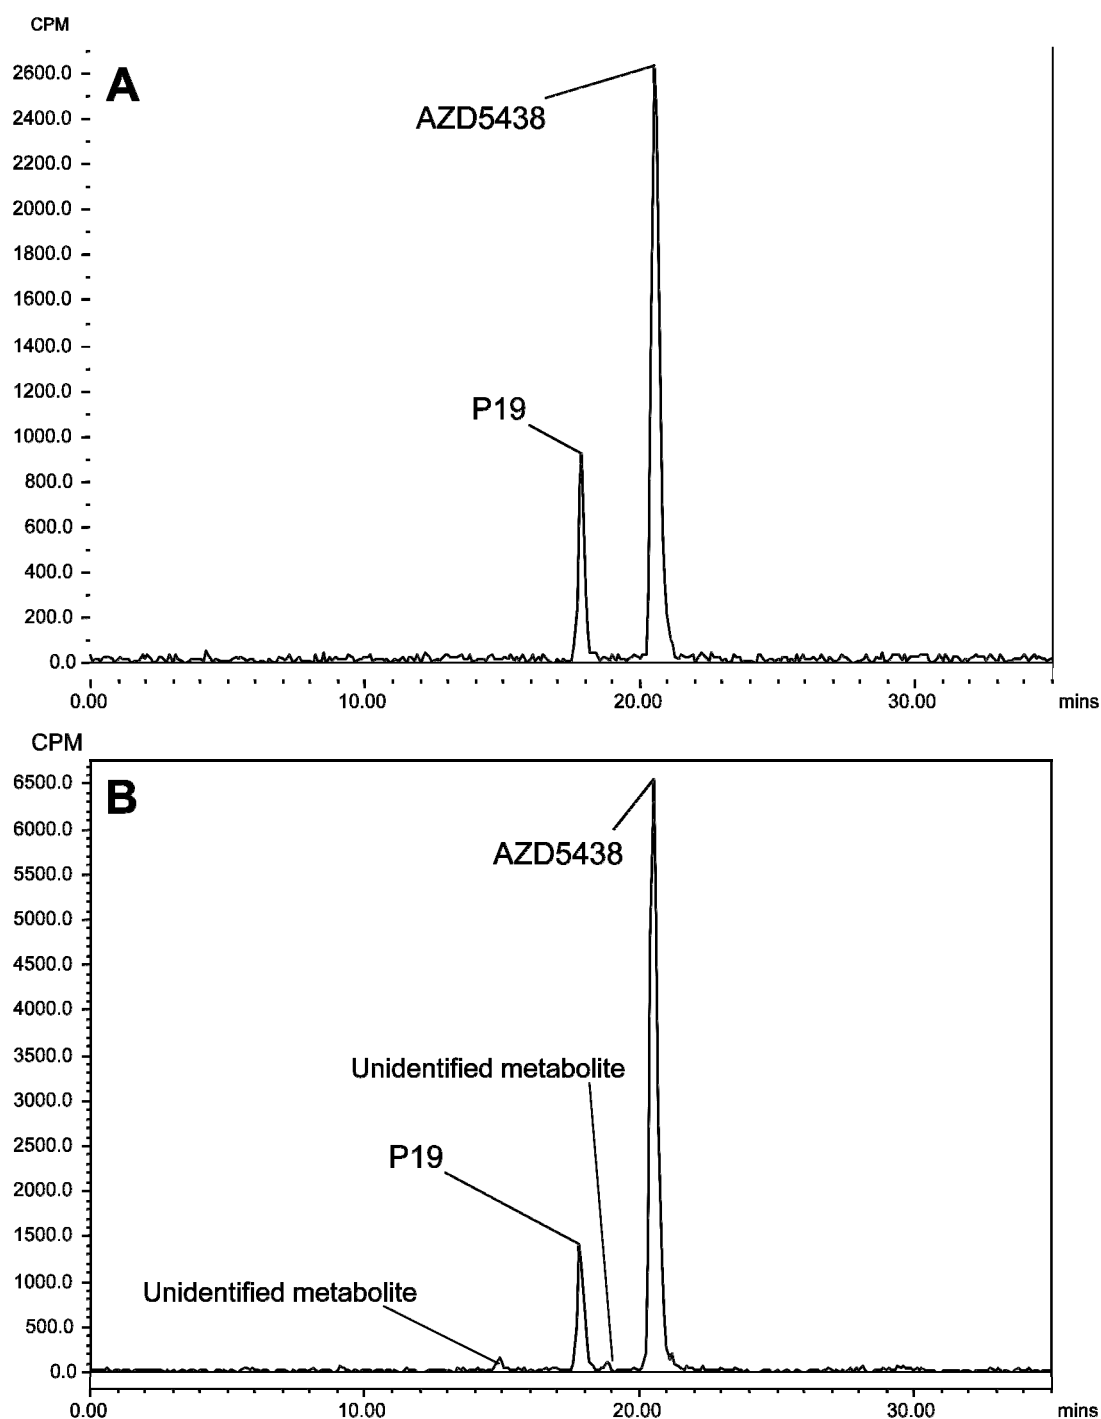 CPM
A
2600.0
AZD5438
2400.0
2200.0
2000.0
1800.0
1600.0
1400.0
1200.0
P19
1000.0
800.0
600.0
400.0
200.0
0.0
0.00 10.00 20.00 30.00 mins
CPM
B
6500.0
6000.0
AZD5438
5500.0
5000.0
4500.0
4000.0
3500.0
Unidentified metabolite
3000.0
2500.0
P19
2000.0
1500.0
Unidentified metabolite
1000.0
500.0
0.0
0.00 10.00 20.00 30.00 mins